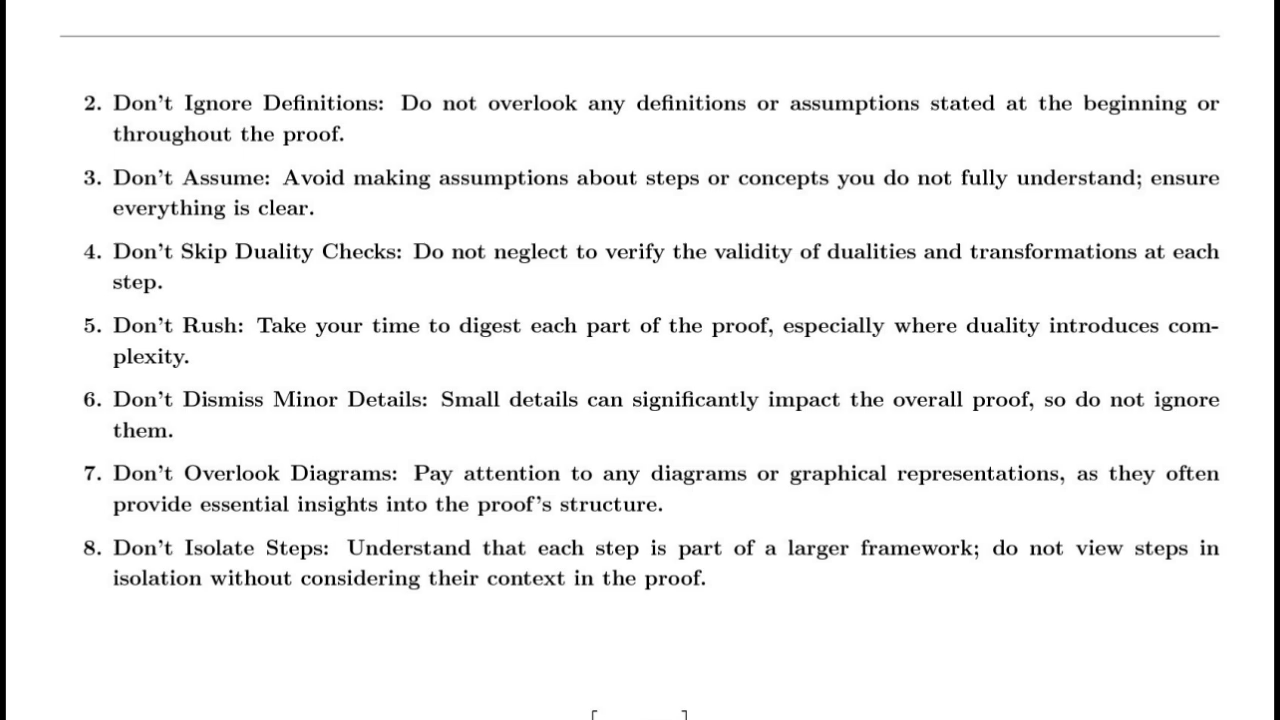 2. Don't Ignore Definitions: Do not overlook any definitions or assumptions stated at the beginning or
throughout the proof.
3. Don't Assume: Avoid making assumptions about steps or concepts you do not fully understand; ensure
everything is clear.
4. Don't Skip Duality Checks: Do not neglect to verify the validity of dualities and transformations at each
step.
5. Don't Rush: Take your time to digest each part of the proof, especially where duality introduces com-
plexity.
6. Don't Dismiss Minor Details: Small details can significantly impact the overall proof, so do not ignore
them.
7. Don't Overlook Diagrams: Pay attention to any diagrams or graphical representations, as they often
provide essential insights into the proof's structure.
8. Don't Isolate Steps: Understand that each step is part of a larger framework; do not view steps in
isolation without considering their context in the proof.